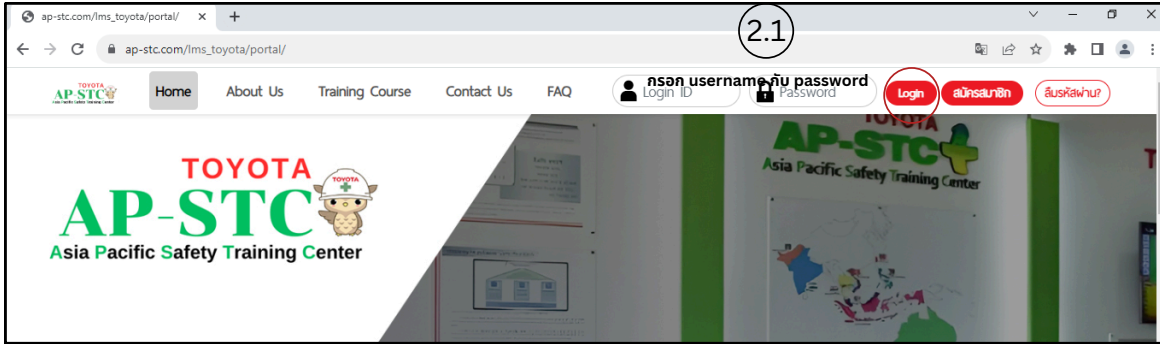 ap-stc.com/lms_toyota/portal/
2.1
ap-stc.com/lms_toyota/portal/
กรอก username กับ password
TOYOTA
AP-STC
Home About Us Training Course Contact Us FAQ Login ID Password Login สมัครสมาชิก ลืมรหัสผ่าน?
TOYOTA
AP-STC
Asia Pacific Safety Training Center
TOYOTA
AP-STC
Asia Pacific Safety Training Center
TOYOTA